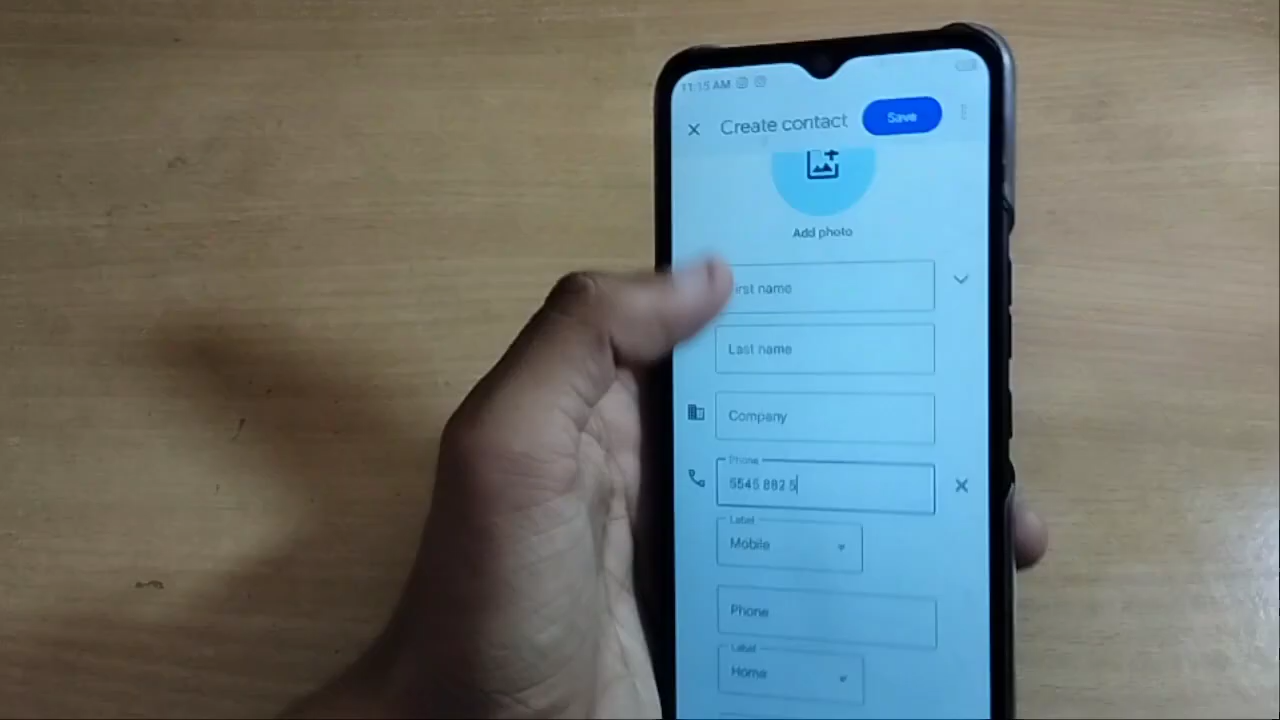 11:15 AM
Create contact
Save
Add photo
First name
Last name
Company
Phone
5545 882 5
Label
Mobile
Phone
Label
Home